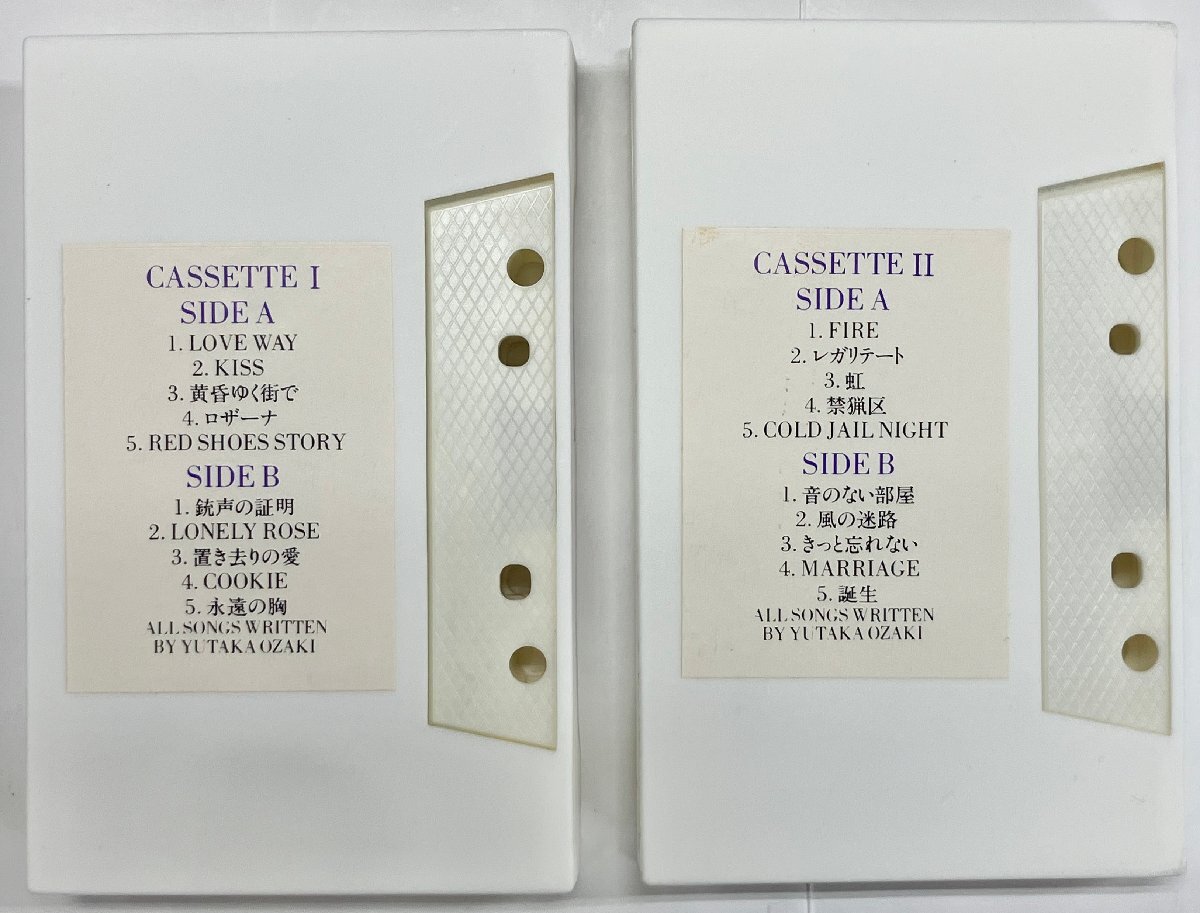 CASSETTE I
SIDE A
1. LOVE WAY
2. KISS
3. 黄昏ゆく街で
4. ロザーナ
5. RED SHOES STORY
SIDE B
1. 銃声の証明
2. LONELY ROSE
3. 置き去りの愛
4. COOKIE
5. 永遠の胸
ALL SONGS WRITTEN
BY YUTAKA OZAKI
CASSETTE II
SIDE A
1. FIRE
2. レガリテート
3. 虹
4. 禁猟区
5. COLD JAIL NIGHT
SIDE B
1. 音のない部屋
2. 風の迷路
3. きっと忘れない
4. MARRIAGE
5. 誕生
ALL SONGS WRITTEN
BY YUTAKA OZAKI